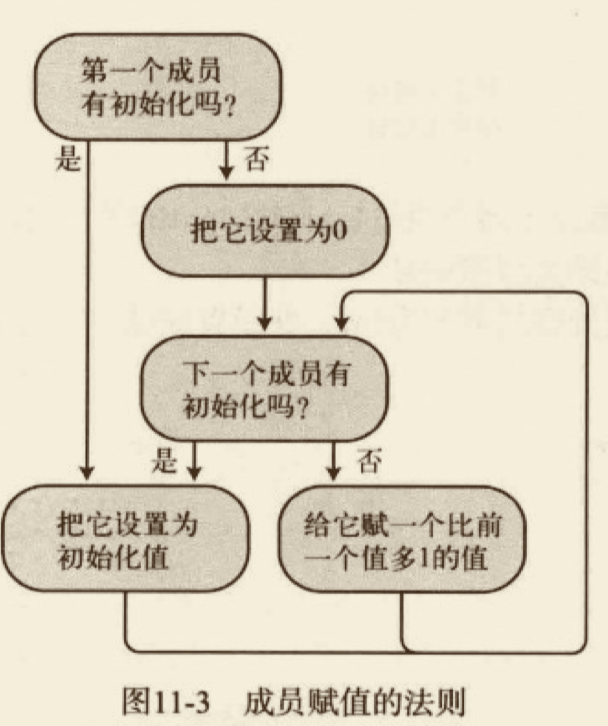 第一个成员
有初始化吗?
是
否
把它设置为0
下一个成员有
初始化吗?
是
否
把它设置为
初始化值
给它赋一个比前
一个值多1的值
图11-3 成员赋值的法则